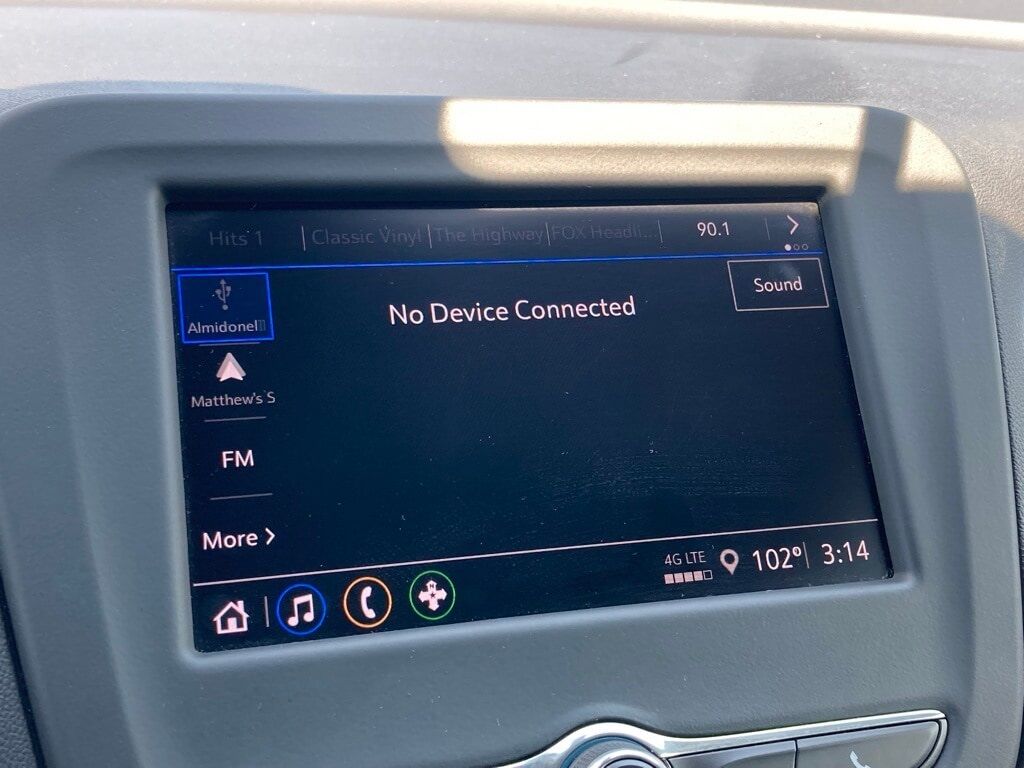 Hits 1 | Classic Vinyl | The Highway | FOX Headli... | 90.1 >
Almidonel
Sound
No Device Connected
Matthew's S
FM
More >
4G LTE
102° 3:14
N